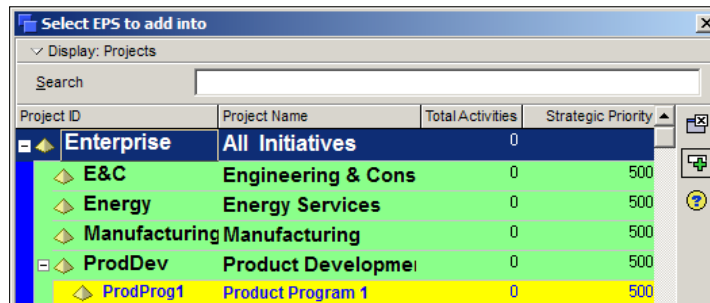 Select EPS to add into
Display: Projects
Search
Project ID Project Name Total Activities Strategic Priority
Enterprise All Initiatives 0
E&C Engineering & Cons 0 500
Energy Energy Services 0 500
Manufacturing Manufacturing 0 500
ProdDev Product Developme 0 500
ProdProg1 Product Program 1 0 500